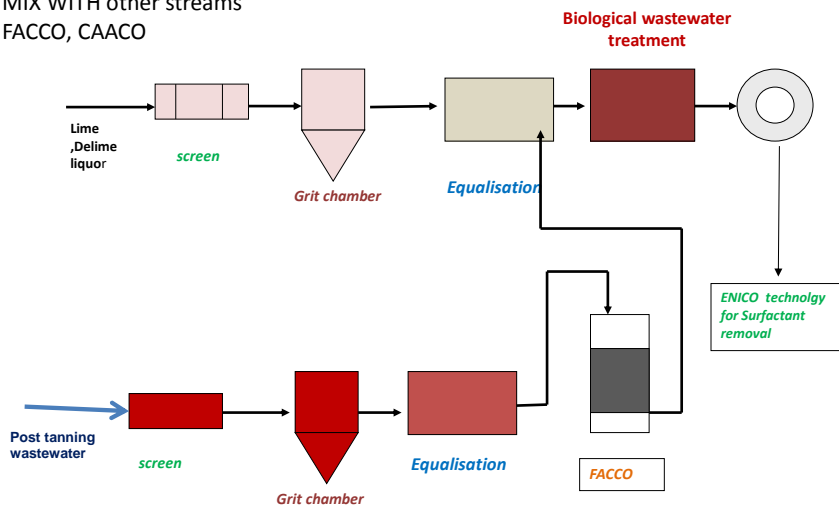 MIX WITH other streams
FACCO, CAACO
Biological wastewater
treatment
Lime
,Delime
liquor
screen
Grit chamber
Equalisation
ENICO technolgy
for Surfactant
removal
Post tanning
wastewater
screen
Grit chamber
Equalisation
FACCO